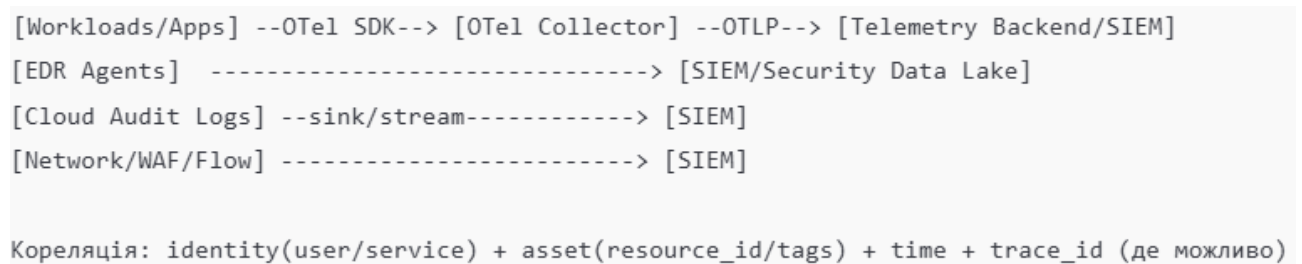 [Workloads/Apps] --OTel SDK--> [OTel Collector] --OTLP--> [Telemetry Backend/SIEM]
[EDR Agents]  -------------------------------> [SIEM/Security Data Lake]
[Cloud Audit Logs] --sink/stream------------> [SIEM]
[Network/WAF/Flow] -------------------------> [SIEM]
Кореляція: identity(user/service) + asset(resource_id/tags) + time + trace_id (де можливо)